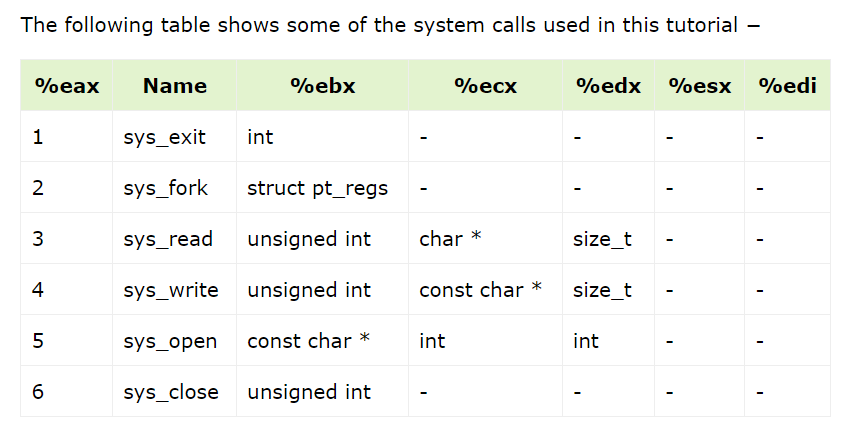 The following table shows some of the system calls used in this tutorial −
%eax Name %ebx %ecx %edx %esx %edi
1 sys_exit int - - - -
2 sys_fork struct pt_regs - - - -
3 sys_read unsigned int char * size_t - -
4 sys_write unsigned int const char * size_t - -
5 sys_open const char * int int - -
6 sys_close unsigned int - - - -